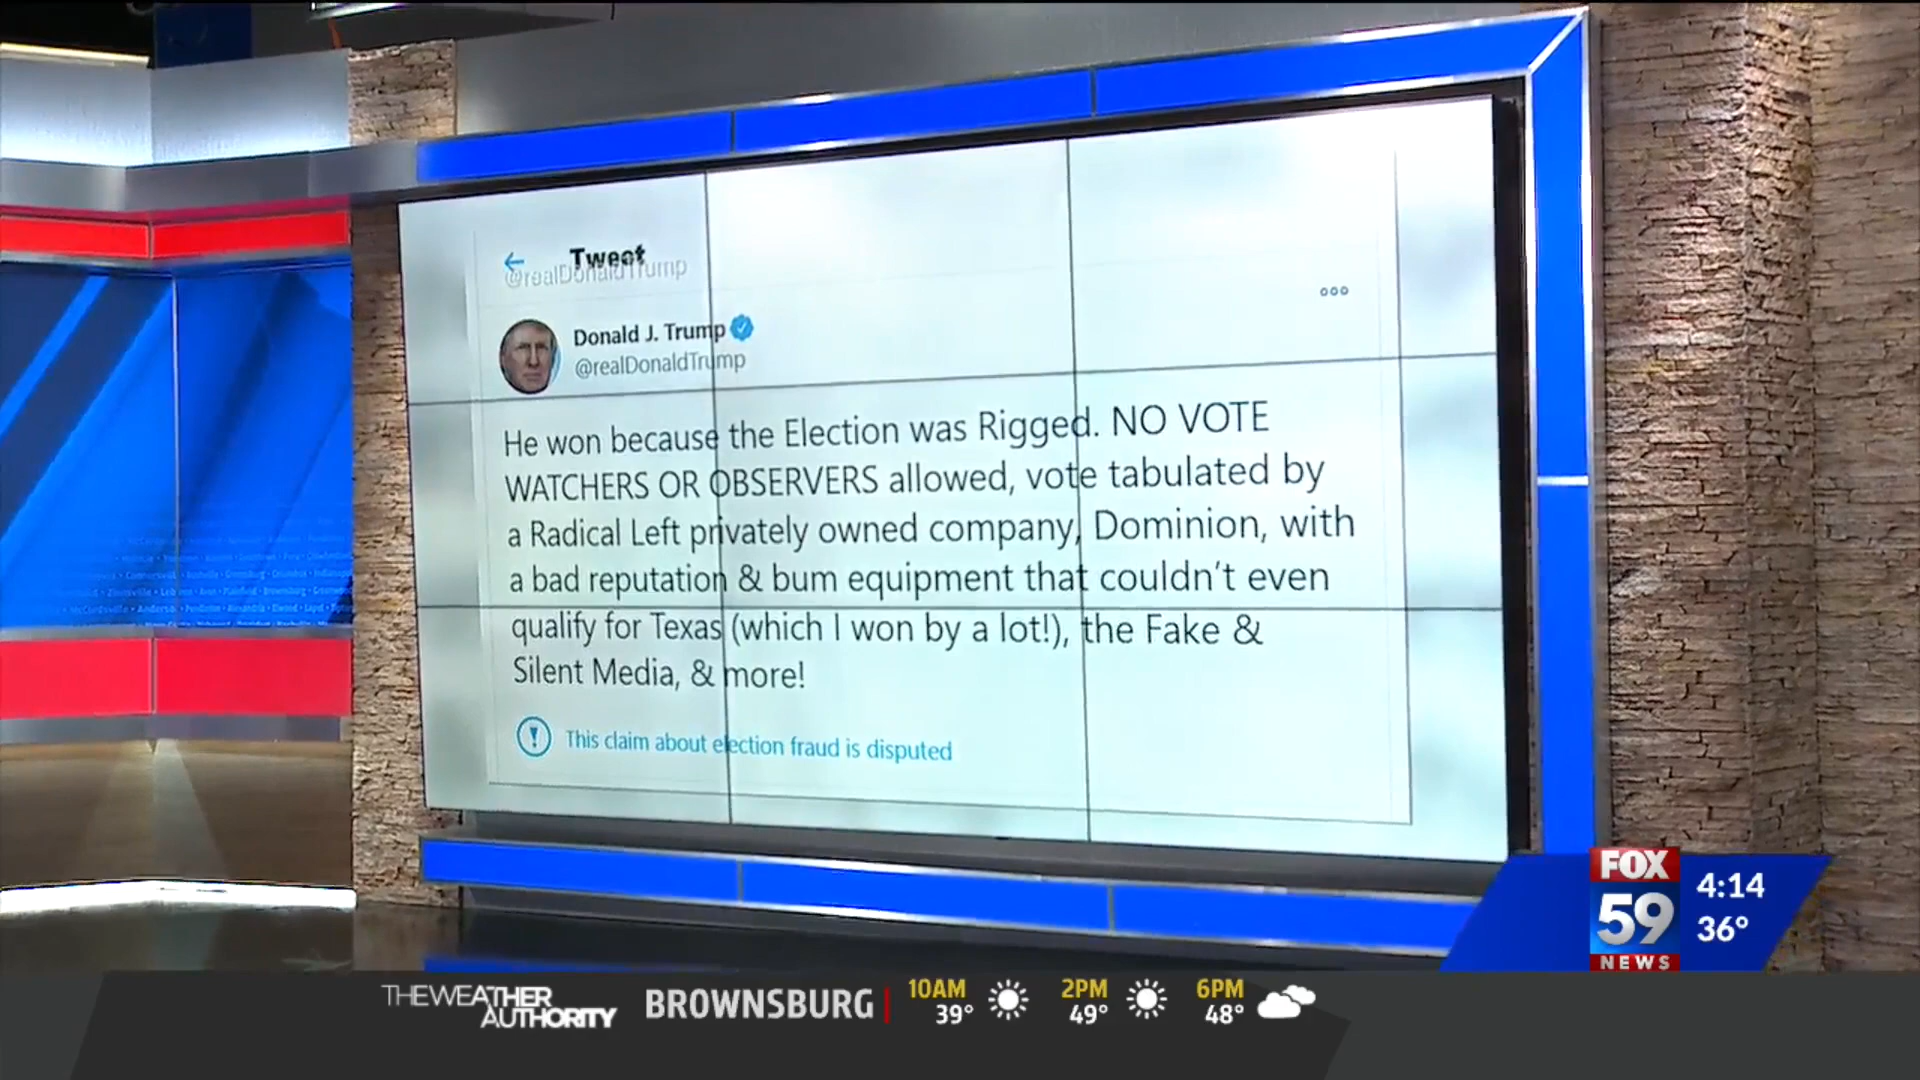 Tweet
@realDonaldTrump
Donald J. Trump
@realDonaldTrump
He won because the Election was Rigged. NO VOTE
WATCHERS OR OBSERVERS allowed, vote tabulated by
a Radical Left privately owned company, Dominion, with
a bad reputation & bum equipment that couldn't even
qualify for Texas (which I won by a lot!), the Fake &
Silent Media, & more!
This claim about election fraud is disputed
FOX
59
NEWS
4:14
36°
THE WEATHER
AUTHORITY
BROWNSBURG
10AM
39°
2PM
49°
6PM
48°